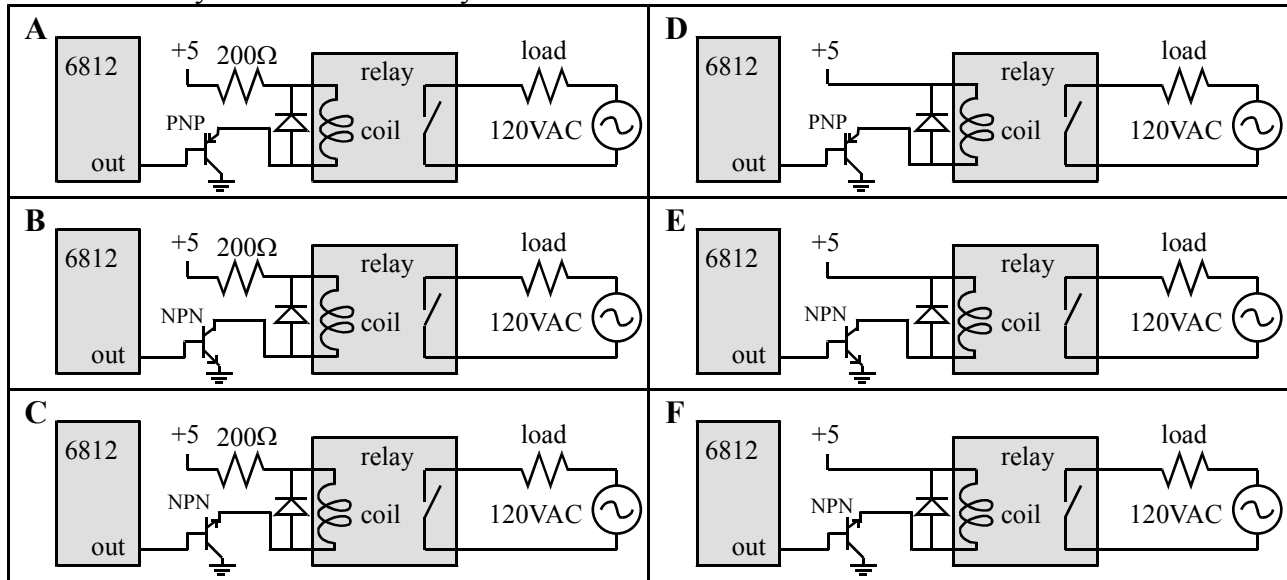 A
6812
+5
200Ω
PNP
out
relay
coil
load
120VAC
D
6812
+5
PNP
out
relay
coil
load
120VAC
B
6812
+5
200Ω
NPN
out
relay
coil
load
120VAC
E
6812
+5
NPN
out
relay
coil
load
120VAC
C
6812
+5
200Ω
NPN
out
relay
coil
load
120VAC
F
6812
+5
NPN
out
relay
coil
load
120VAC